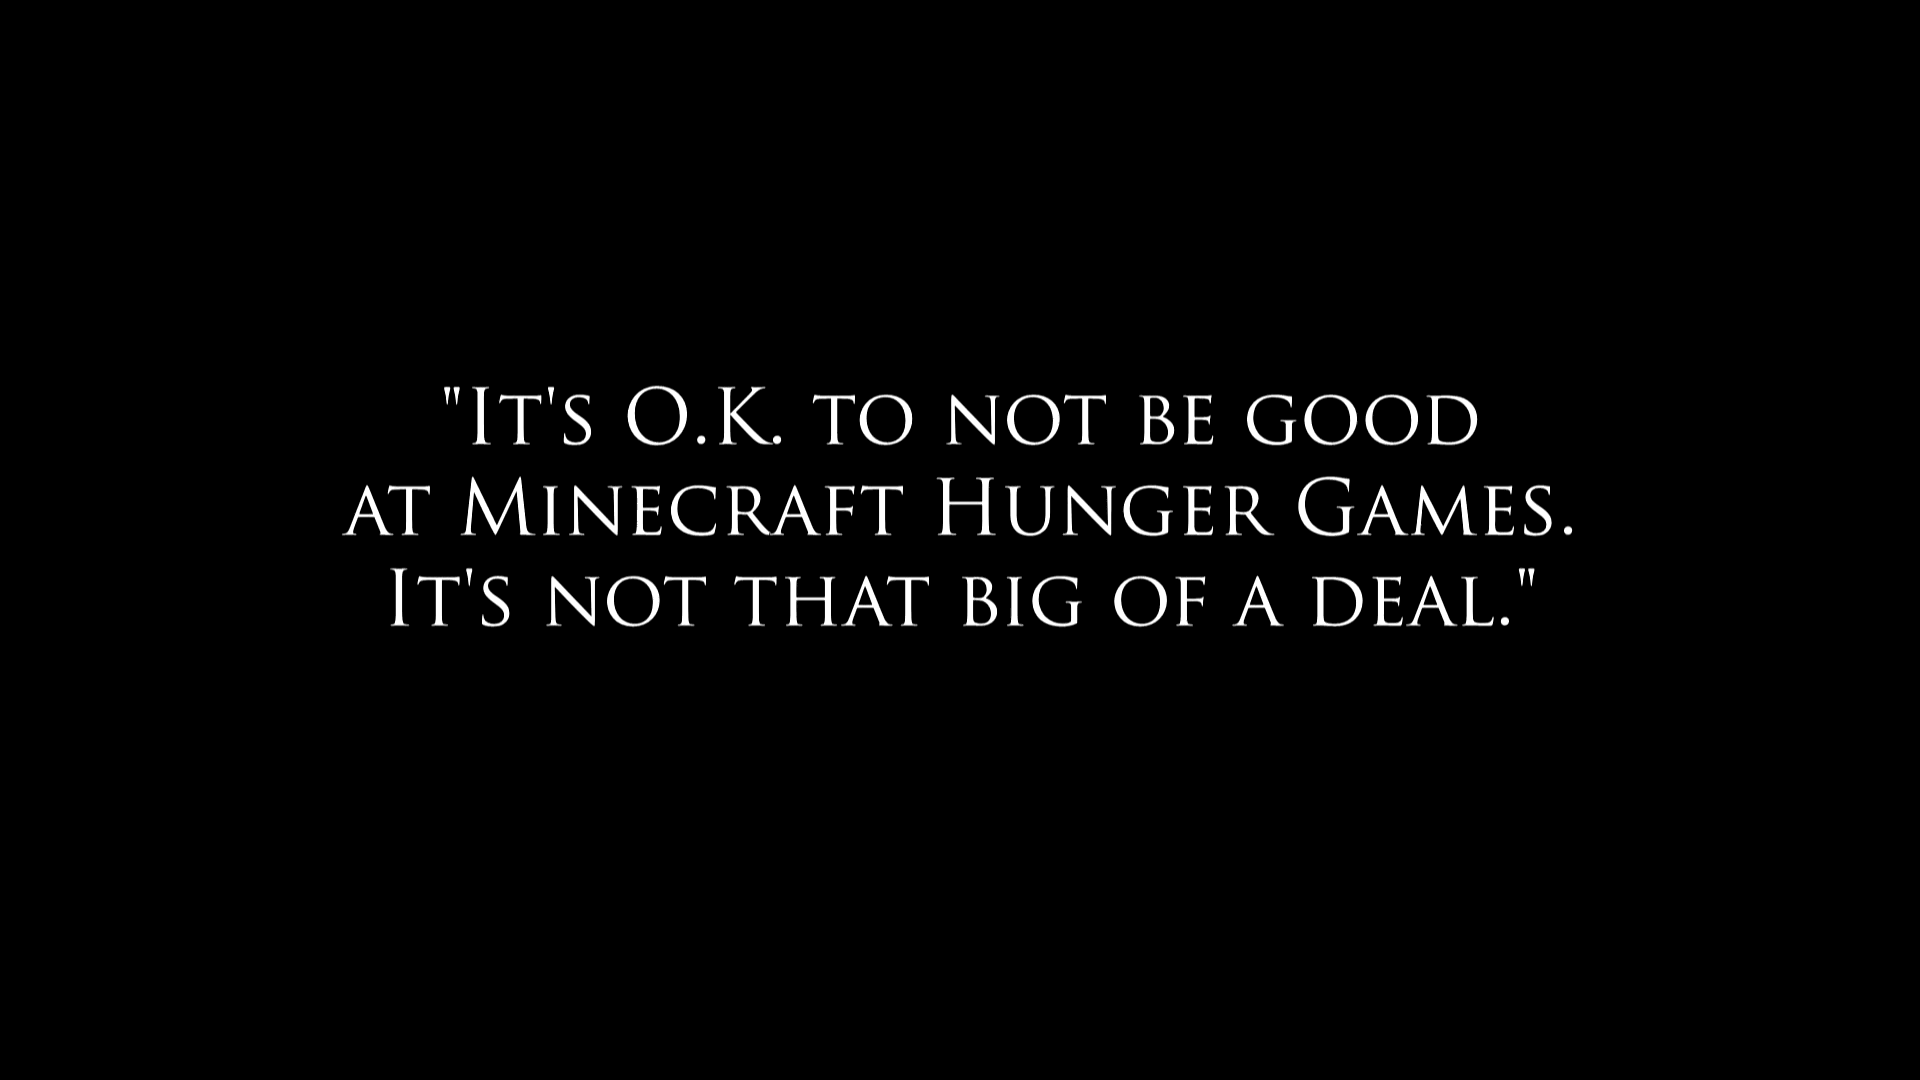 "It's O.K. to not be good
at Minecraft Hunger Games.
It's not that big of a deal."